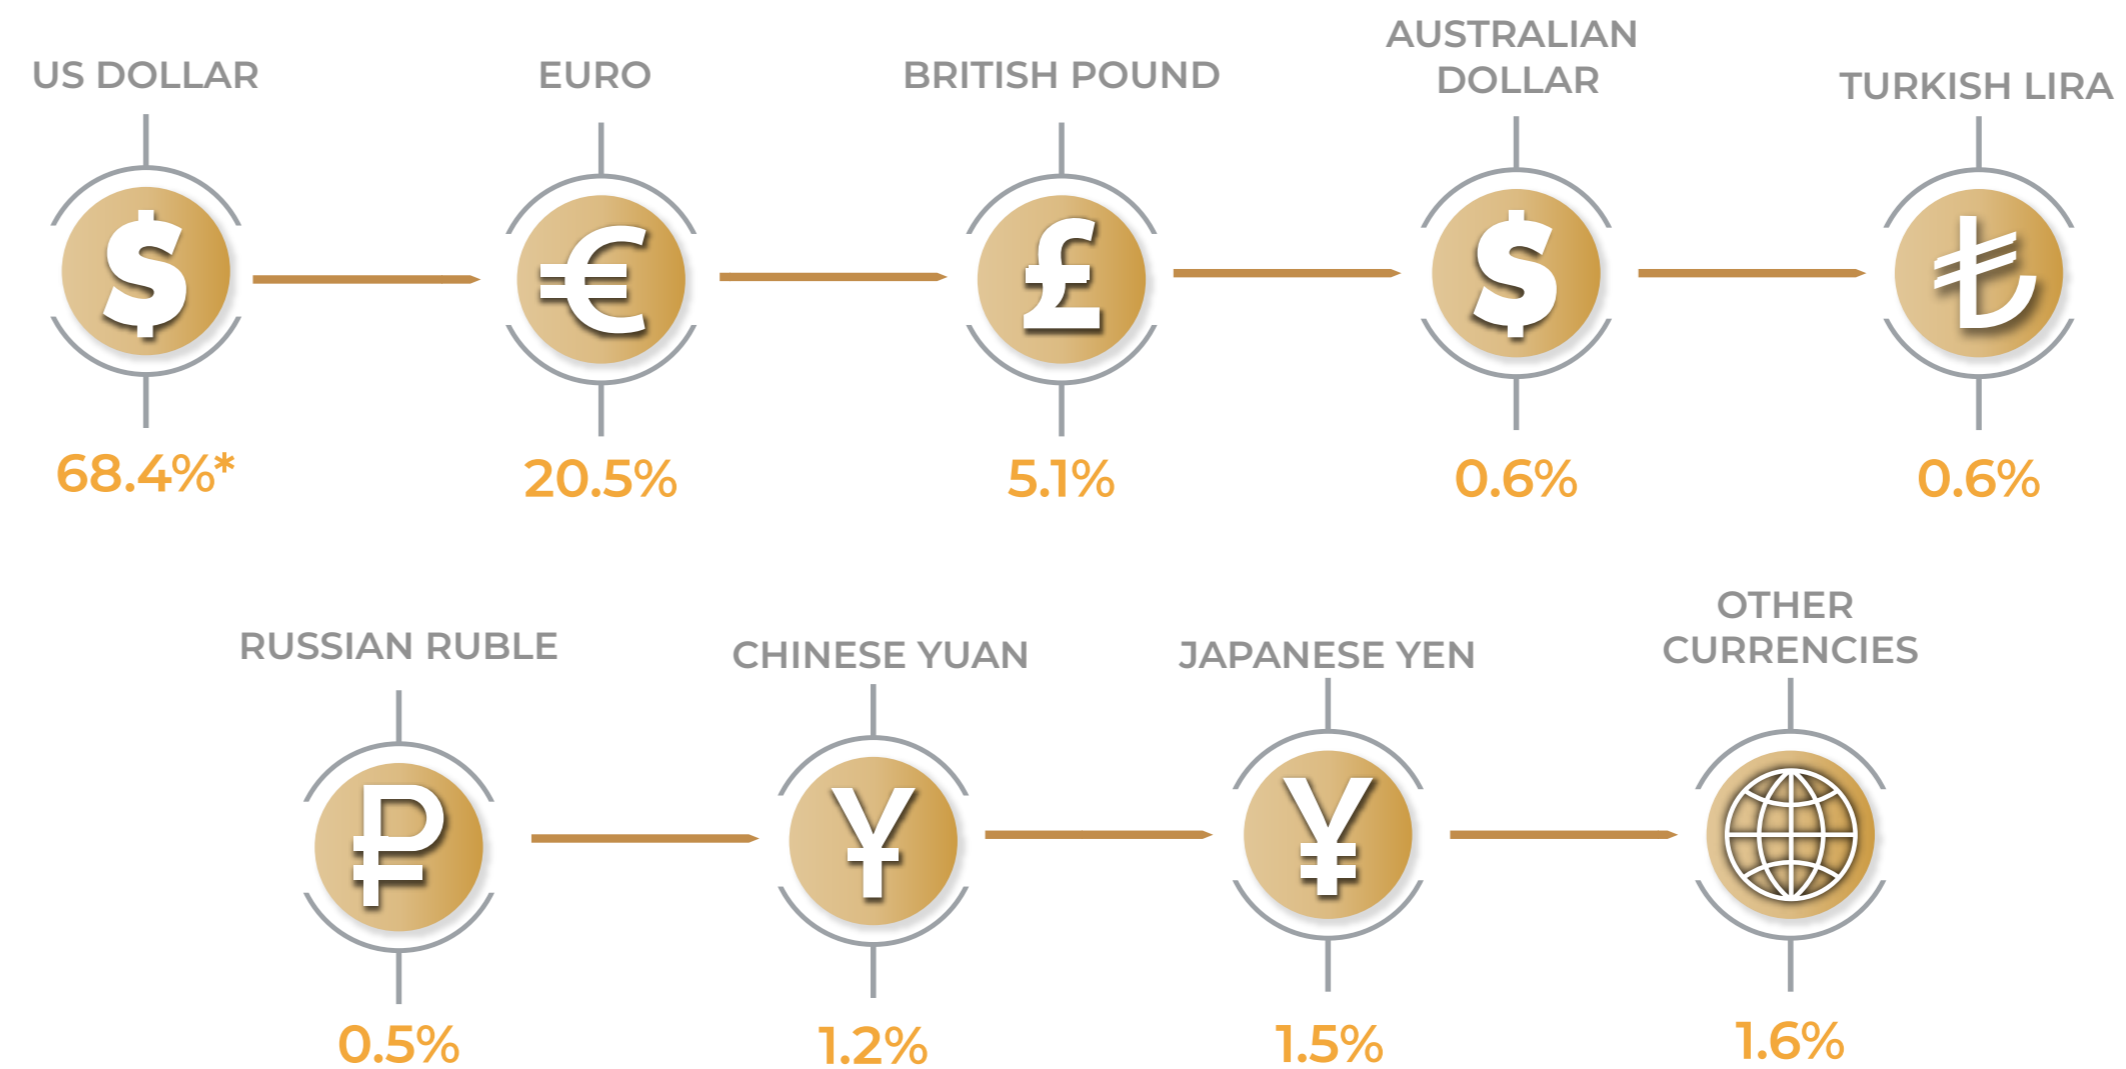 US DOLLAR
EURO
BRITISH POUND
AUSTRALIAN
DOLLAR
TURKISH LIRA
$
€
£
$
₺
68.4%*
20.5%
5.1%
0.6%
0.6%
RUSSIAN RUBLE
CHINESE YUAN
JAPANESE YEN
OTHER
CURRENCIES
₽
Y
¥
0.5%
1.2%
1.5%
1.6%